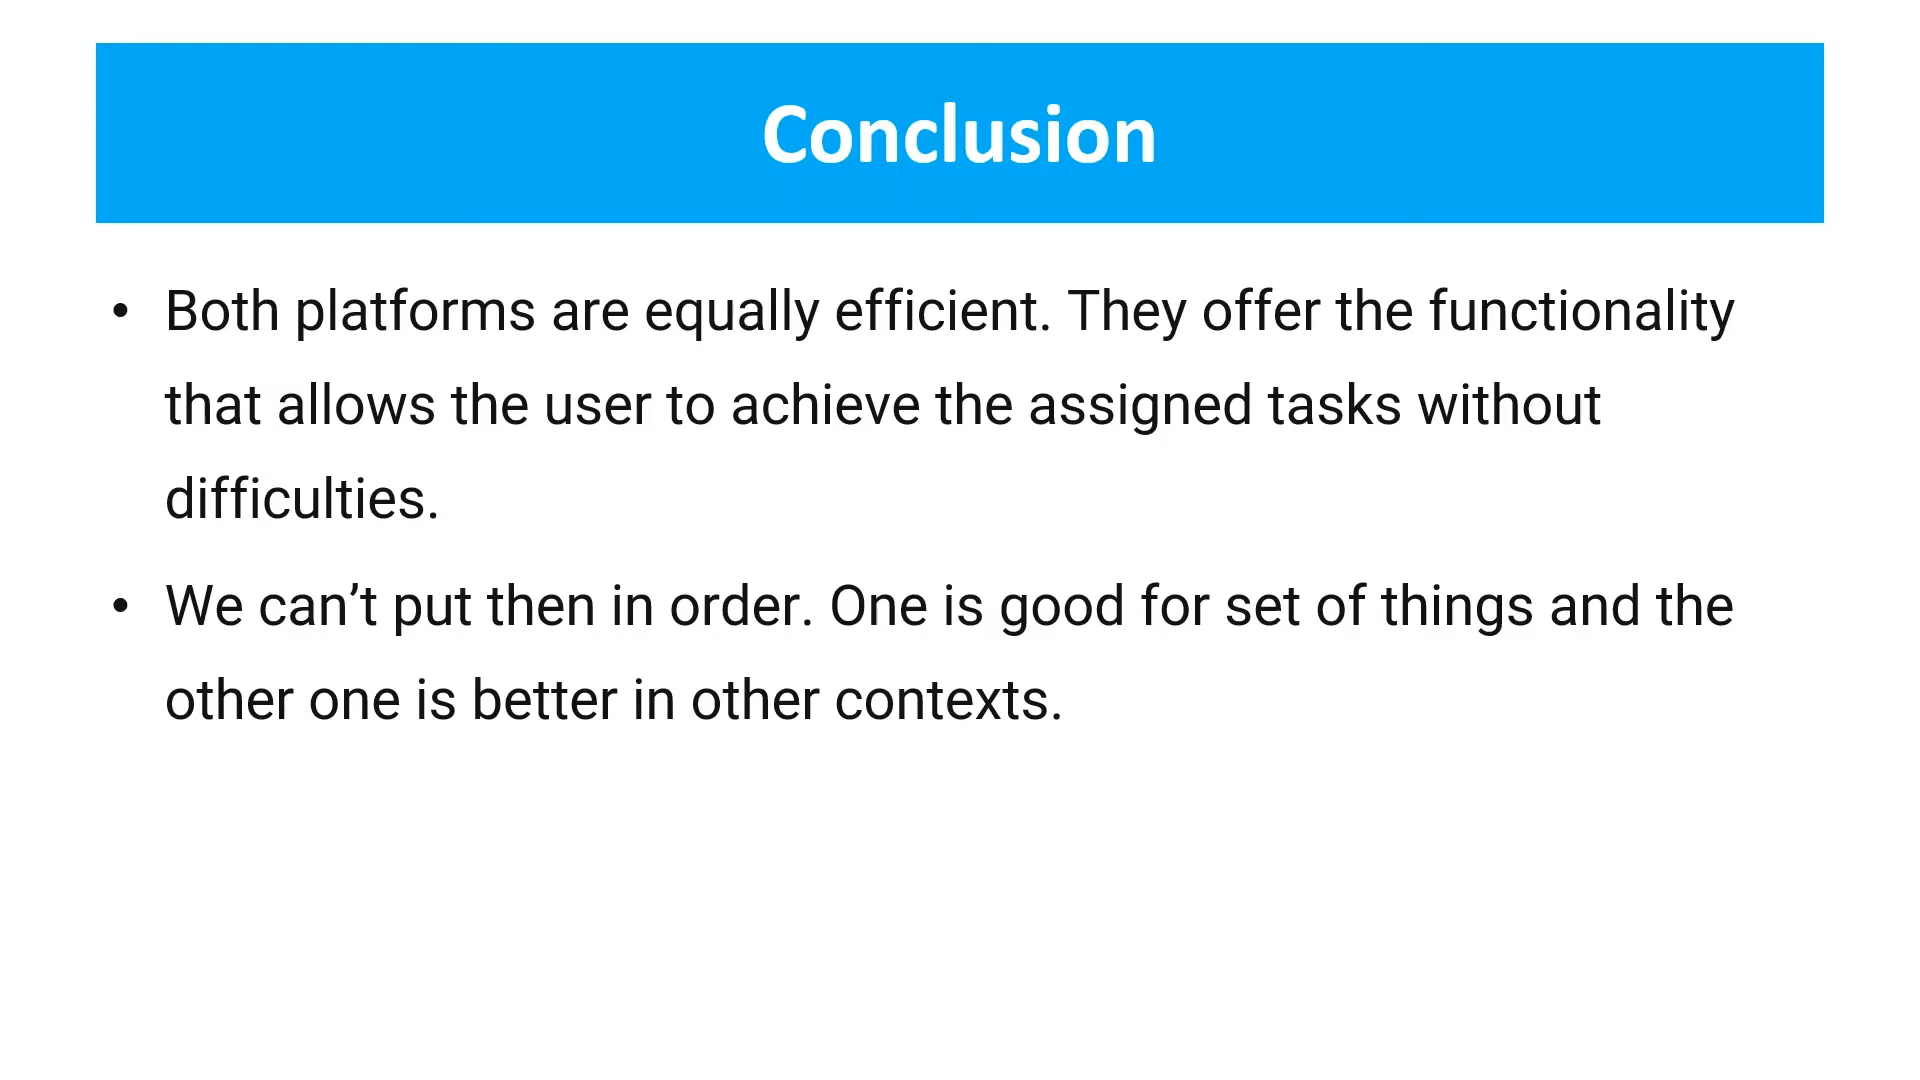 Conclusion
• Both platforms are equally efficient. They offer the functionality
that allows the user to achieve the assigned tasks without
difficulties.
• We can’t put then in order. One is good for set of things and the
other one is better in other contexts.